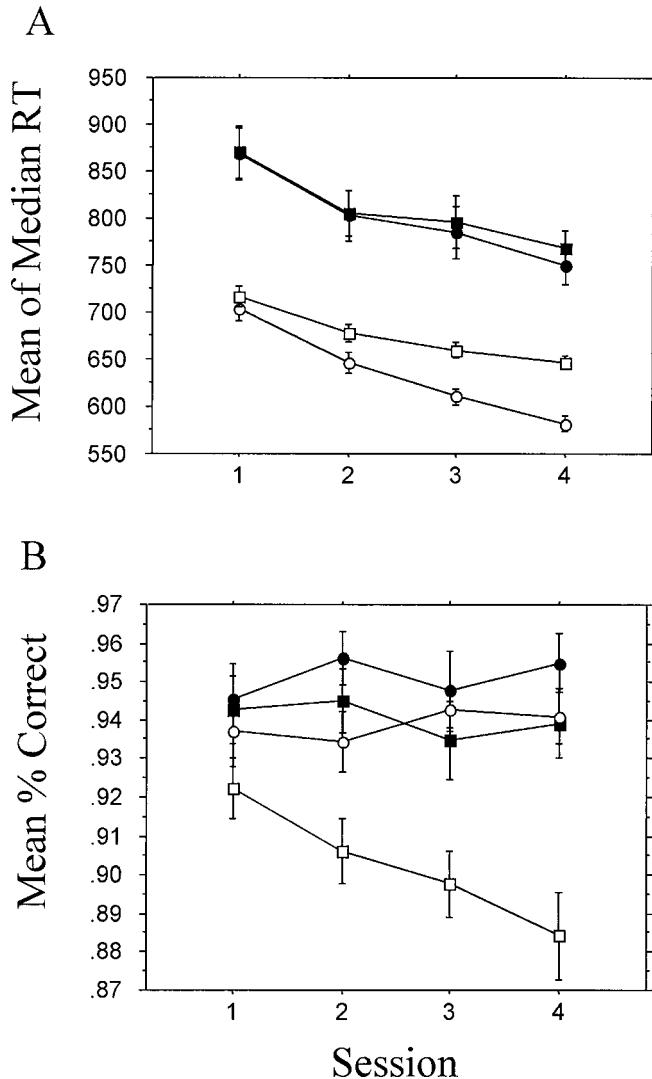 A
Mean of Median RT
950
900
850
800
750
700
650
600
550
1 2 3 4
B
Mean % Correct
.97
.96
.95
.94
.93
.92
.91
.90
.89
.88
.87
1 2 3 4
Session